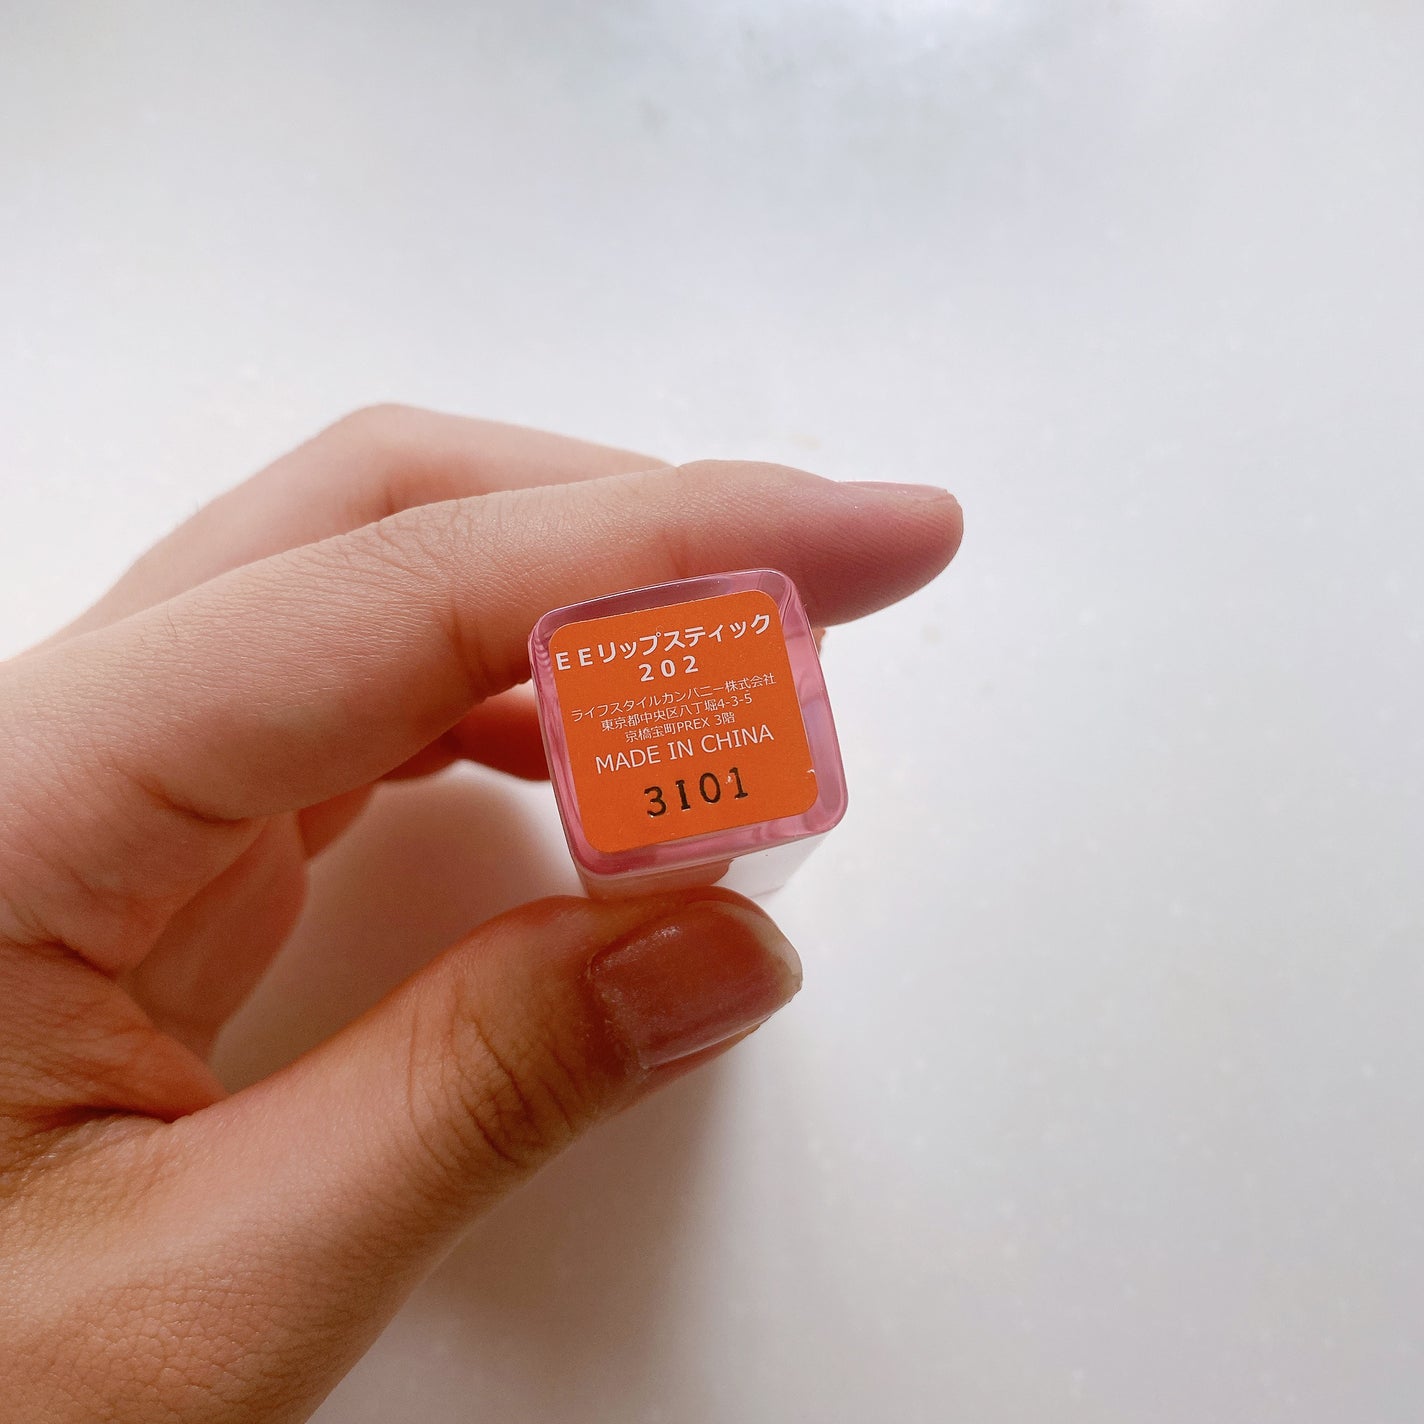 ＥＥリップスティック
２０２
ライフスタイルカンパニー株式会社
東京都中央区八丁堀4-3-5
京橋宝町PREX 3階
MADE IN CHINA
3I01